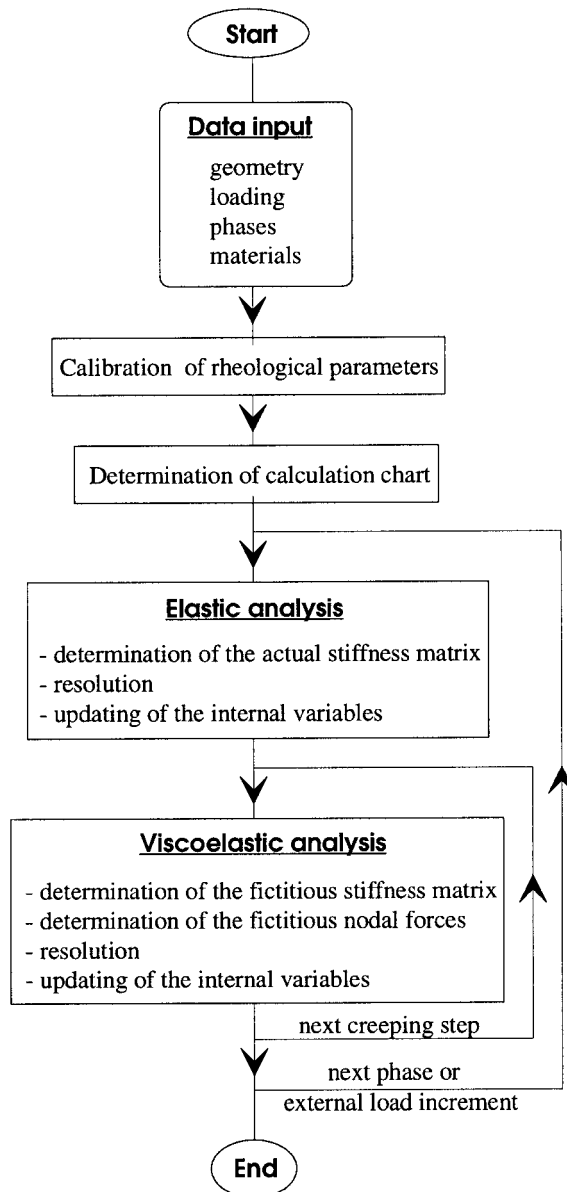 Start
Data input
geometry
loading
phases
materials
Calibration of rheological parameters
Determination of calculation chart
Elastic analysis
- determination of the actual stiffness matrix
- resolution
- updating of the internal variables
Viscoelastic analysis
- determination of the fictitious stiffness matrix
- determination of the fictitious nodal forces
- resolution
- updating of the internal variables
next creeping step
next phase or
external load increment
End